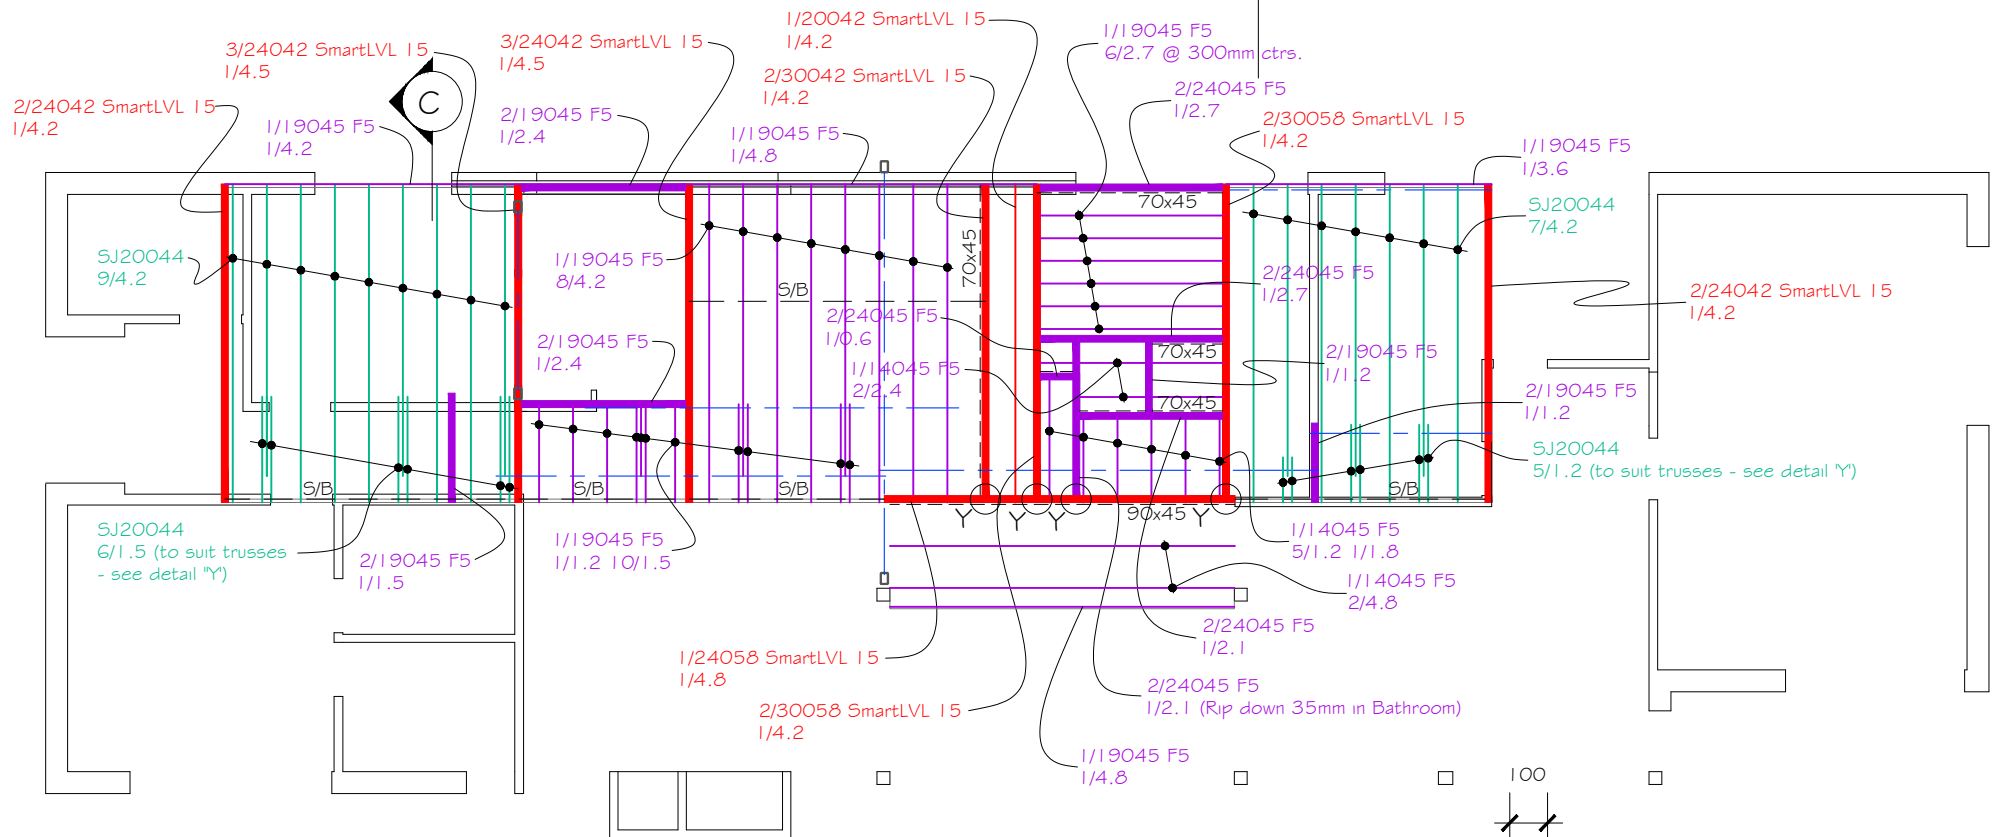 3/24042 SmartLVL 15
1/4.5
3/24042 SmartLVL 15
1/4.5
1/20042 SmartLVL 15
1/4.2
1/19045 F5
6/2.7 @ 300mm ctrs.
2/30042 SmartLVL 15
1/4.2
2/24045 F5
1/2.7
2/24042 SmartLVL 15
1/4.2
C
1/19045 F5
1/4.2
2/19045 F5
1/2.4
1/19045 F5
1/4.8
2/30058 SmartLVL 15
1/4.2
1/19045 F5
1/3.6
70x45
SJ20044
7/4.2
SJ20044
9/4.2
1/19045 F5
8/4.2
S/B
70x45
2/24045 F5
1/2.7
2/24042 SmartLVL 15
1/4.2
2/24045 F5
1/0.6
2/19045 F5
1/2.4
70x45
2/19045 F5
1/1.2
1/14045 F5
2/2.4
70x45
2/19045 F5
1/1.2
SJ20044
5/1.2 (to suit trusses - see detail 'Y')
S/B
S/B
S/B
S/B
Y
Y
Y
90x45
Y
SJ20044
6/1.5 (to suit trusses
- see detail "Y')
2/19045 F5
1/1.5
1/19045 F5
1/1.2 10/1.5
1/14045 F5
5/1.2 1/1.8
1/14045 F5
2/4.8
2/24045 F5
1/2.1
1/24058 SmartLVL 15
1/4.8
2/24045 F5
1/2.1 (Rip down 35mm in Bathroom)
2/30058 SmartLVL 15
1/4.2
1/19045 F5
1/4.8
100